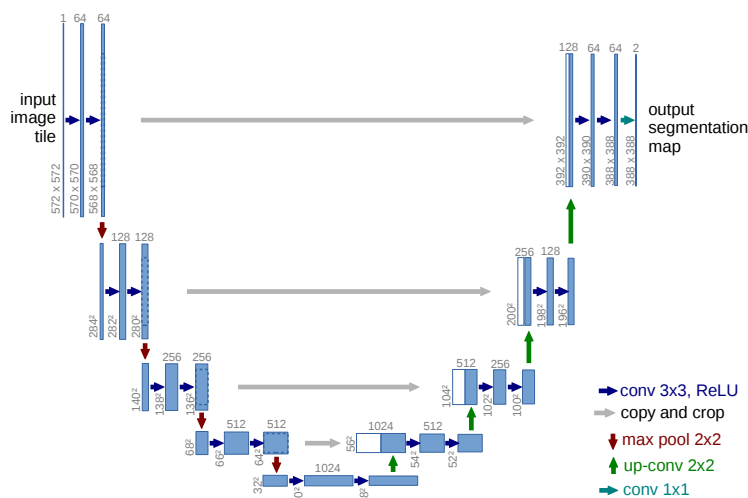 1 64 64
input
image
tile
572 x 572
570 x 570
568 x 568
128 64 64 2
output
segmentation
map
392 x 392
390 x 390
388 x 388
388 x 388
128 128
284²
282²
280²
256 128
200²
198²
196²
256 256
140²
138²
136²
512 256
104²
102²
100²
512 512
68²
66²
64²
1024 512
56²
54²
52²
1024
32²
0²
8²
conv 3x3, ReLU
copy and crop
max pool 2x2
up-conv 2x2
conv 1x1